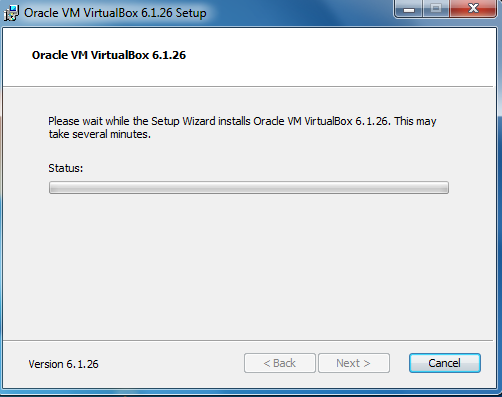 Oracle VM VirtualBox 6.1.26 Setup
Oracle VM VirtualBox 6.1.26
Please wait while the Setup Wizard installs Oracle VM VirtualBox 6.1.26. This may
take several minutes.
Status:
Version 6.1.26
< Back
Next >
Cancel